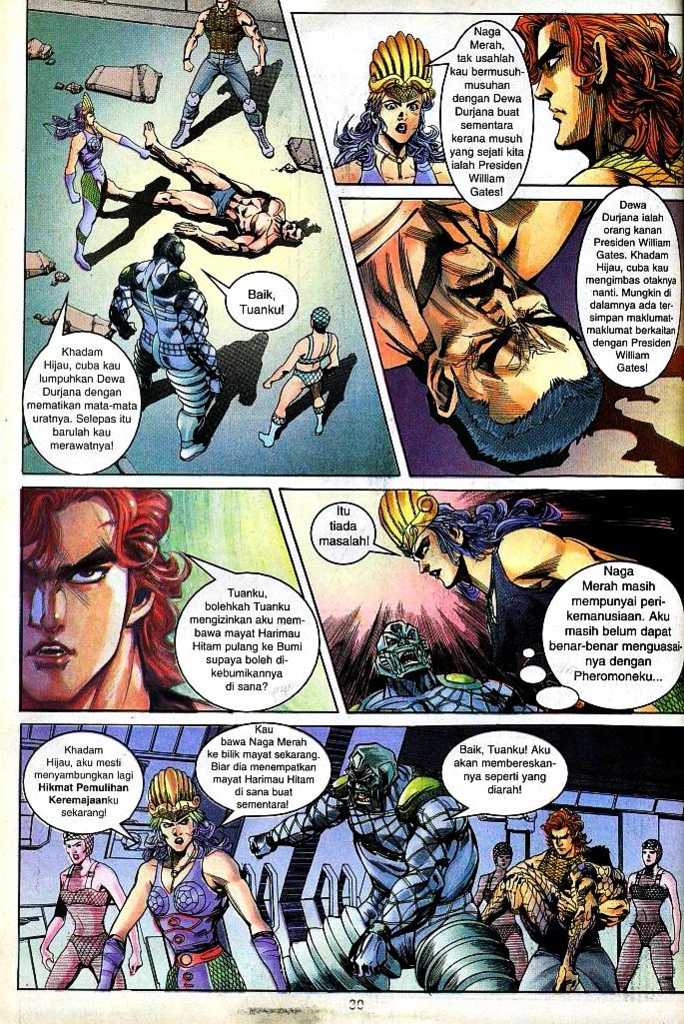 Khadam
Hijau, cuba kau
lumpuhkan Dewa
Durjana dengan
mematikan mata-mata
uratnya. Selepas itu
barulah kau
merawatnya!
Baik,
Tuanku!
Naga
Merah,
tak usahlah
kau bermusuh-
musuhan
dengan Dewa
Durjana buat
sementara
kerana musuh
yang sejati kita
ialah Presiden
William
Gates!
Dewa
Durjana ialah
orang kanan
Presiden William
Gates. Khadam
Hijau, cuba kau
mengimbas otaknya
nanti. Mungkin di
dalamnya ada ter-
simpan maklumat-
maklumat berkaitan
dengan Presiden
William
Gates!
Tuanku,
bolehkah Tuanku
mengizinkan aku mem-
bawa mayat Harimau
Hitam pulang ke Bumi
supaya boleh di-
kebumikannya
di sana?
Itu
tiada
masalah!
Naga
Merah masih
mempunyai peri-
kemanusiaan. Aku
masih belum dapat
benar-benar menguasai-
nya dengan
Pheromoneku...
Khadam
Hijau, aku mesti
menyambungkan lagi
Hikmat Pemulihan
Keremajaanku
sekarang!
Kau
bawa Naga Merah
ke bilik mayat sekarang.
Biar dia menempatkan
mayat Harimau Hitam
di sana buat
sementara!
Baik, Tuanku! Aku
akan membereskan-
nya seperti yang
diarah!